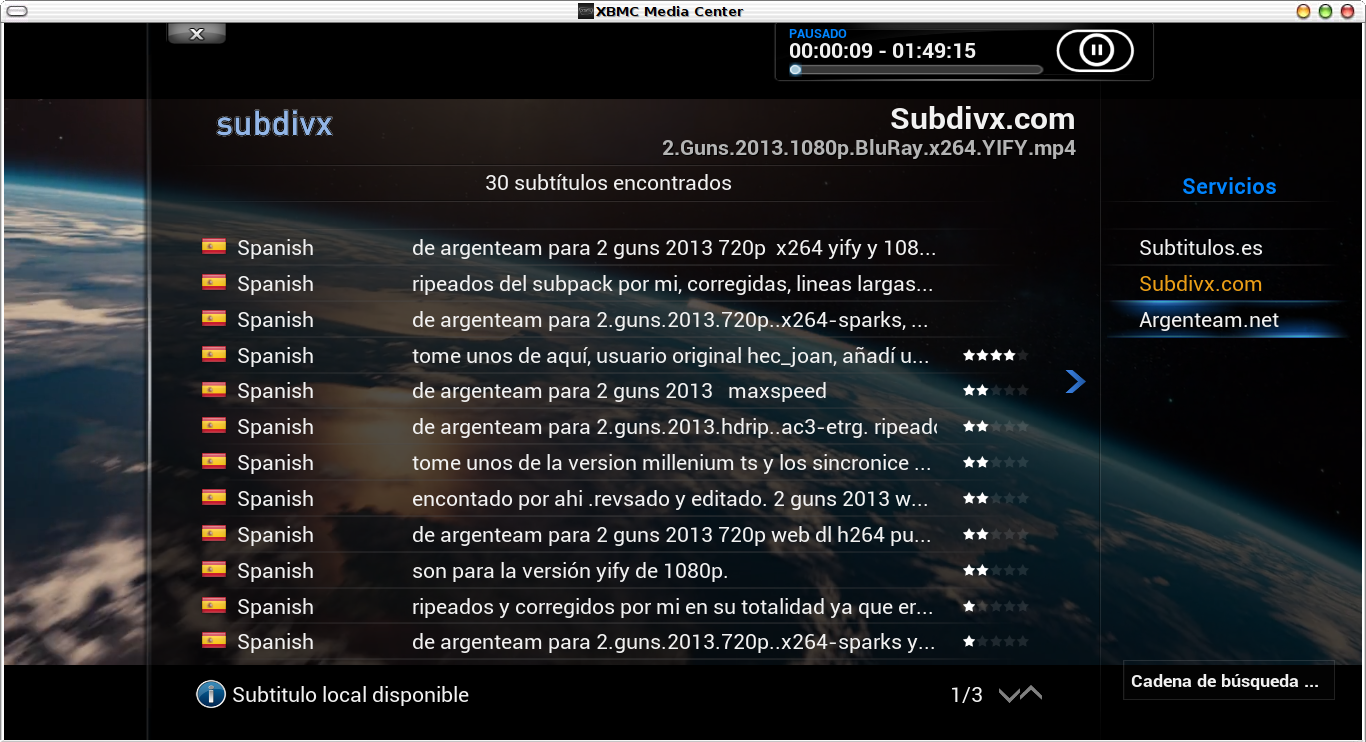 XBMC Media Center
x
PAUSADO
00:00:09 - 01:49:15
subdivx
Subdivx.com
2.Guns.2013.1080p.BluRay.x264.YIFY.mp4
30 subtítulos encontrados
Spanish de argenteam para 2 guns 2013 720p x264 yify y 108...
Spanish ripeados del subpack por mi, corregidas, lineas largas...
Spanish de argenteam para 2.guns.2013.720p..x264-sparks, ...
Spanish tome unos de aquí, usuario original hec_joan, añadí u...
Spanish de argenteam para 2 guns 2013 maxspeed
Spanish de argenteam para 2.guns.2013.hdrip..ac3-etrg.
Spanish tome unos de la version millenium ts y los sincronice ...
Spanish encontado por ahi .revsado y editado. 2 guns 2013 w...
Spanish de argenteam para 2 guns 2013 720p web dl h264 pu...
Spanish son para la versión yify de 1080p.
Spanish ripeados y corregidos por mi en su totalidad ya que er...
Spanish de argenteam para 2.guns.2013.720p..x264-sparks y...
Servicios
Subtitulos.es
Subdivx.com
Argenteam.net
Subtitulo local disponible
1/3
Cadena de búsqueda ...